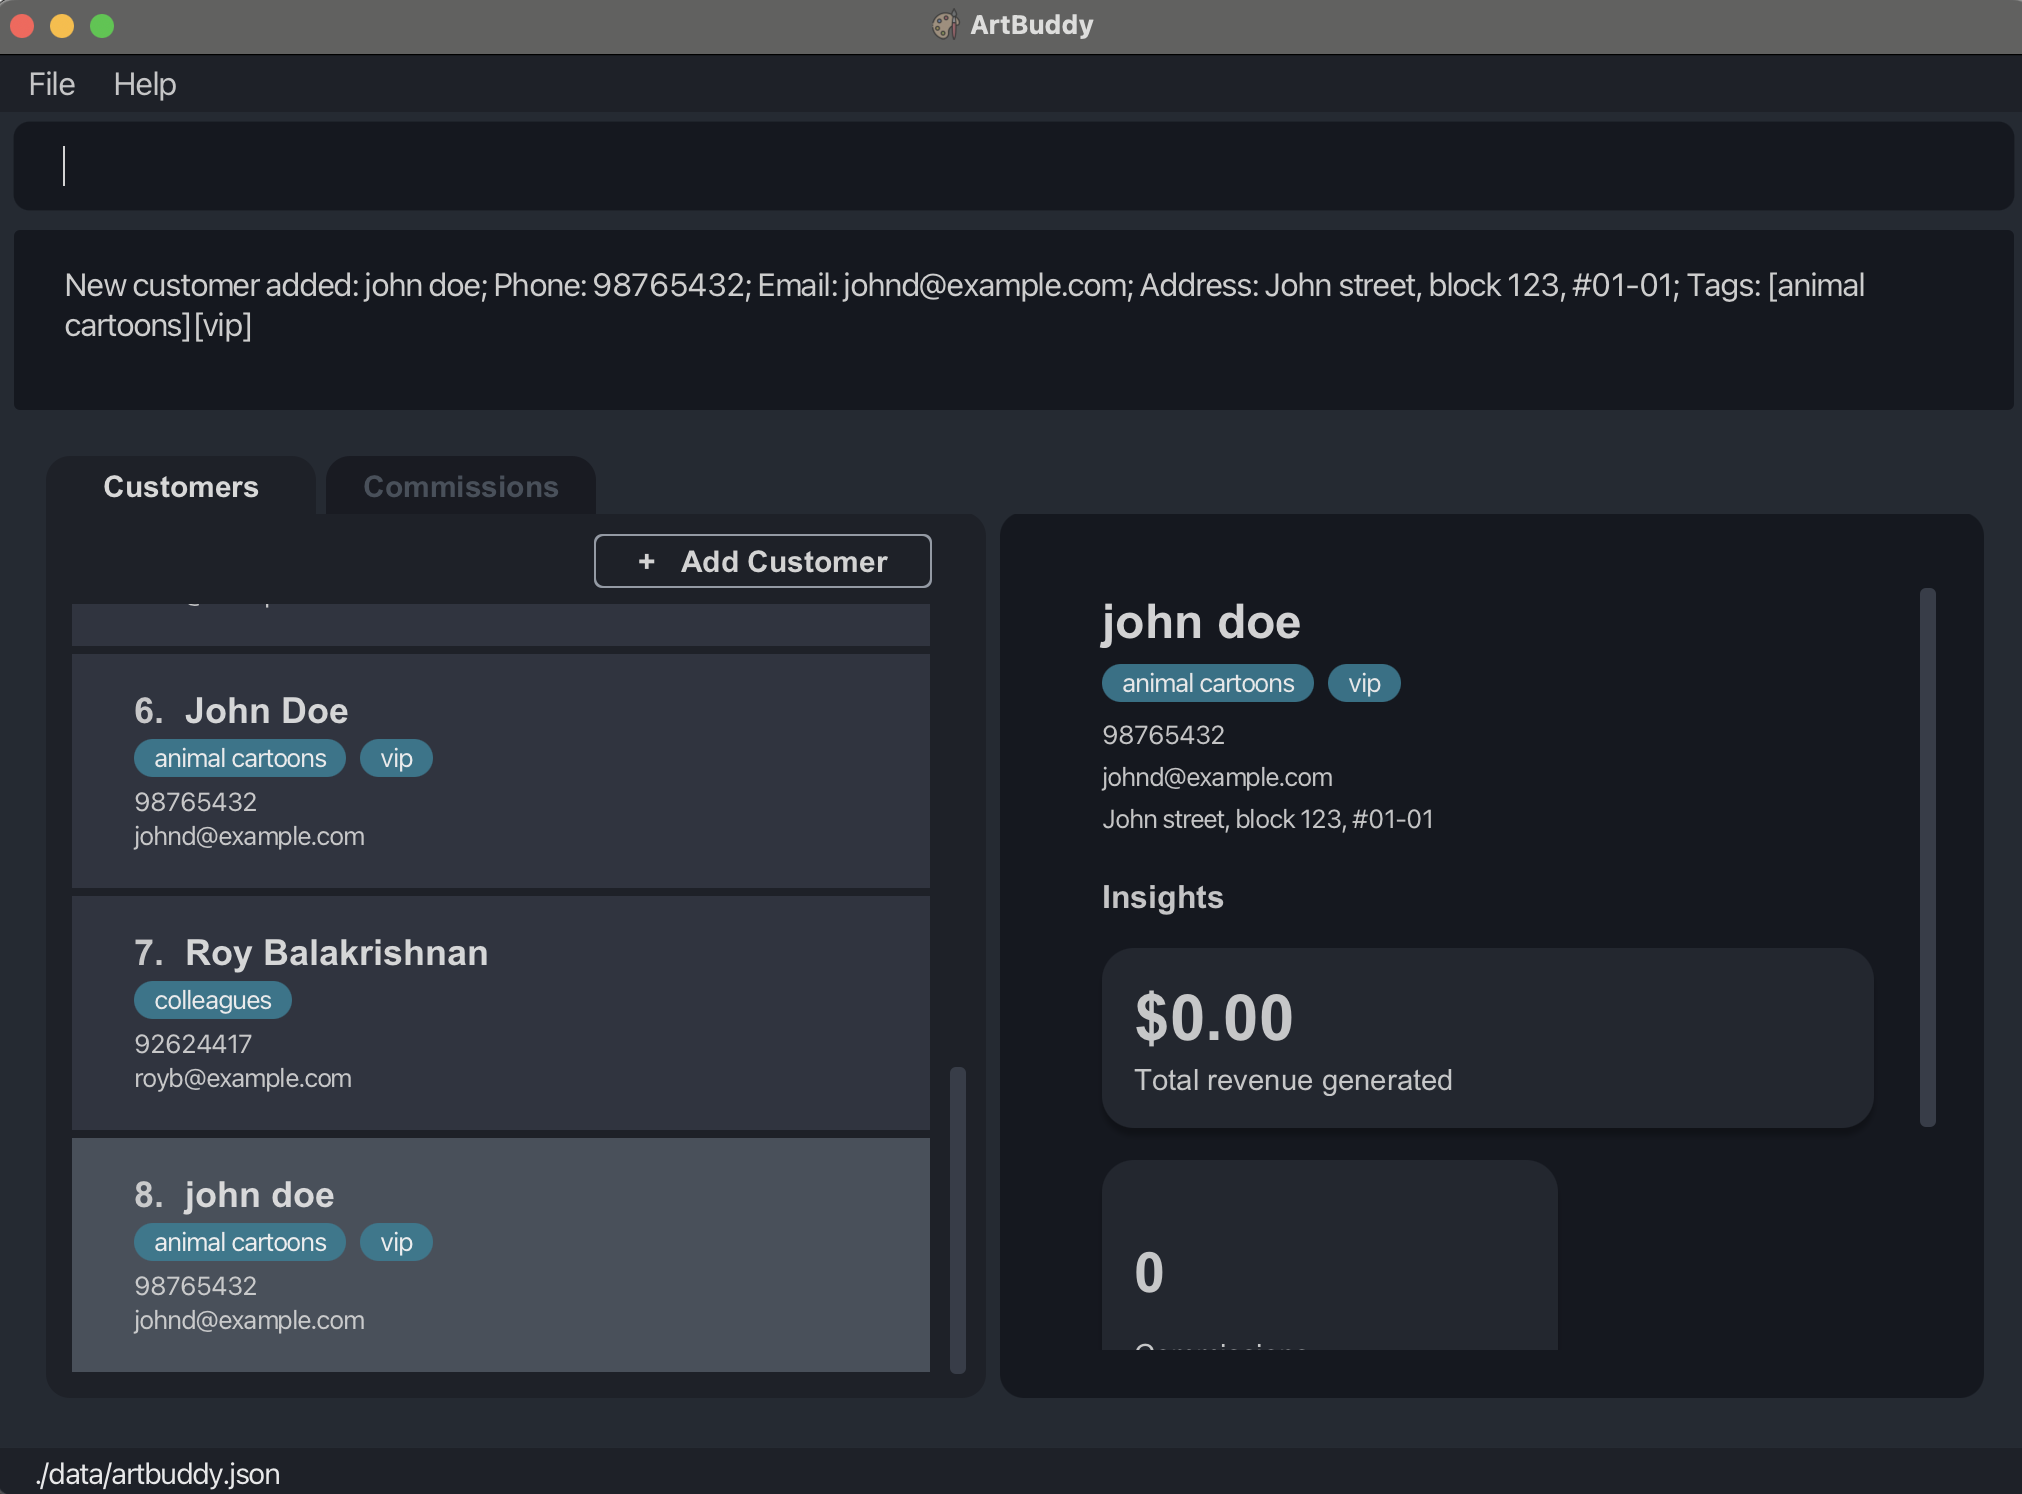 ArtBuddy
File Help
New customer added: john doe; Phone: 98765432; Email: johnd@example.com; Address: John street, block 123, #01-01; Tags: [animal
cartoons][vip]
Customers Commissions
+ Add Customer
6. John Doe
animal cartoons vip
98765432
johnd@example.com
7. Roy Balakrishnan
colleagues
92624417
royb@example.com
8. john doe
animal cartoons vip
98765432
johnd@example.com
john doe
animal cartoons vip
98765432
johnd@example.com
John street, block 123, #01-01
Insights
$0.00
Total revenue generated
0
./data/artbuddy.json